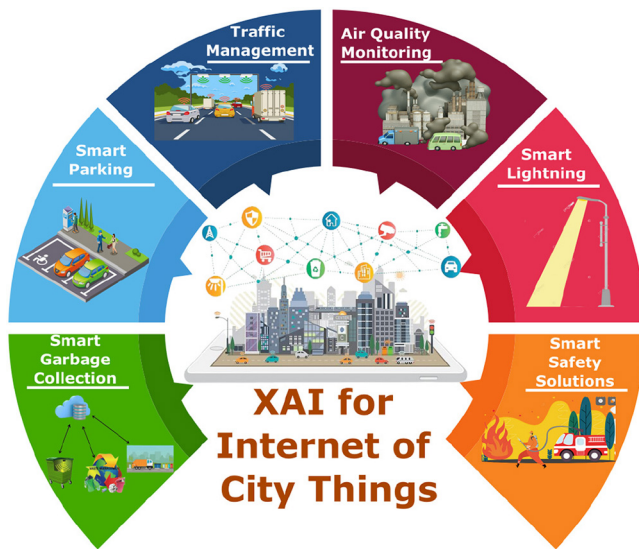 Traffic
Management
Air Quality
Monitoring
Smart
Parking
Smart
Lightning
Smart
Garbage
Collection
Smart
Safety
Solutions
XAI for
Internet of
City Things